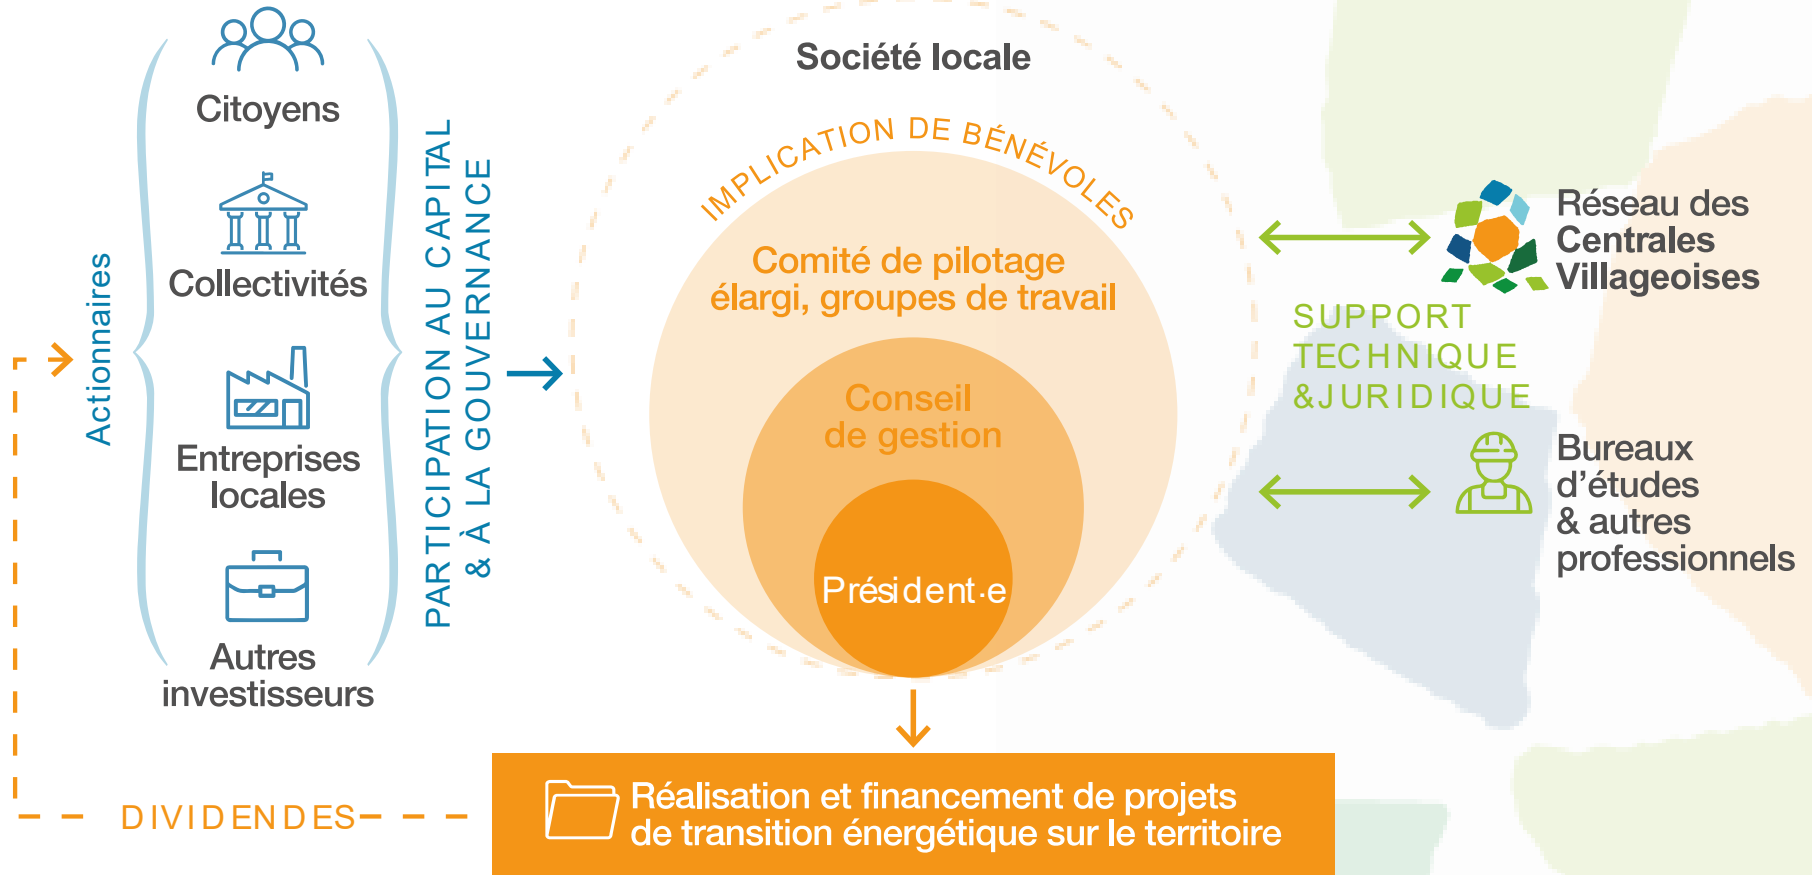 Actionnaires
Citoyens
Collectivités
Entreprises
locales
Autres
investisseurs
PARTICIPATION AU CAPITAL
& À LA GOUVERNANCE
Société locale
IMPLICATION DE BÉNÉVOLES
Comité de pilotage
élargi, groupes de travail
Conseil
de gestion
Président·e
Réseau des
Centrales
Villageoises
SUPPORT
TECHNIQUE
&JURIDIQUE
Bureaux
d’études
& autres
professionnels
Réalisation et financement de projets
de transition énergétique sur le territoire
DIVIDENDES